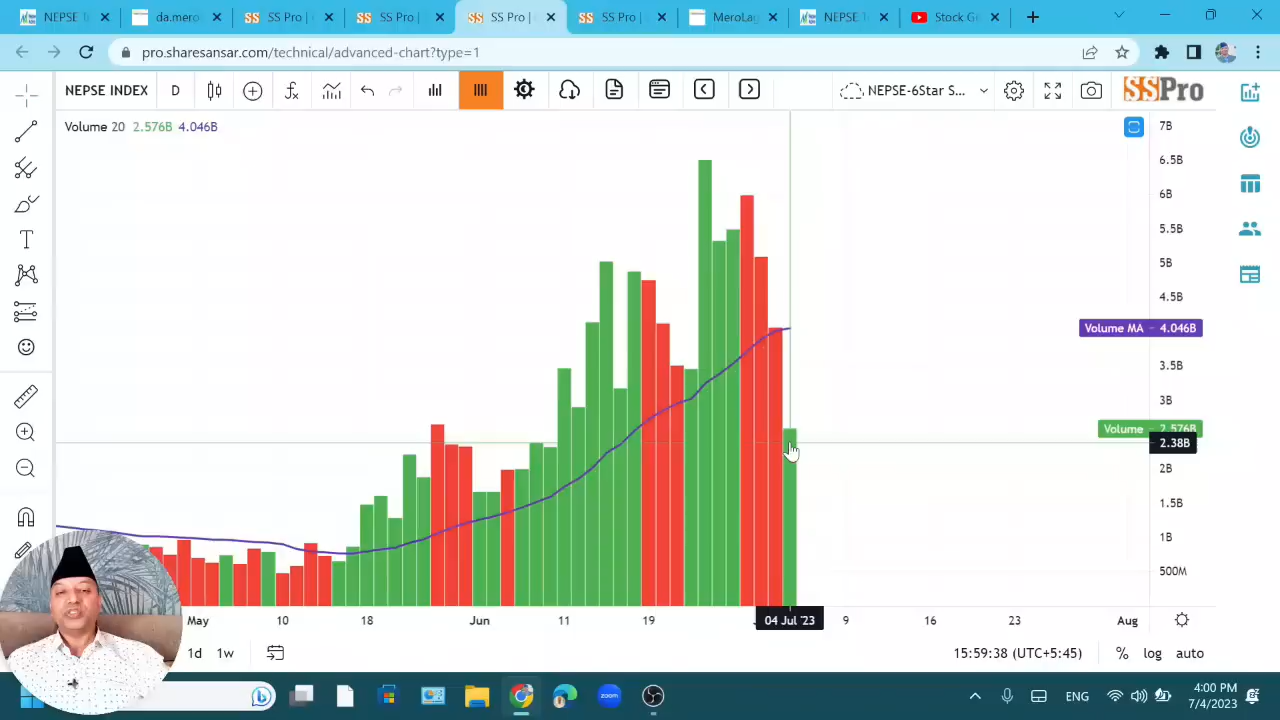 NEPSE
da.mero
SS Pro |
SS Pro |
SS Pro |
SS Pro |
MeroLag
NEPSE T
Stock G
pro.sharesansar.com/technical/advanced-chart?type=1
NEPSE INDEX
D
NEPSE-6Star S...
SSPro
Volume 20 2.576B 4.046B
7B
6.5B
6B
5.5B
5B
4.5B
Volume MA 4.046B
3.5B
3B
Volume 2.576B
2.38B
2B
1.5B
1B
500M
May
10
18
Jun
11
19
04 Jul '23
9
16
23
Aug
1d 1w
15:59:38 (UTC+5:45)
% log auto
zoom
ENG
4:00 PM
7/4/2023